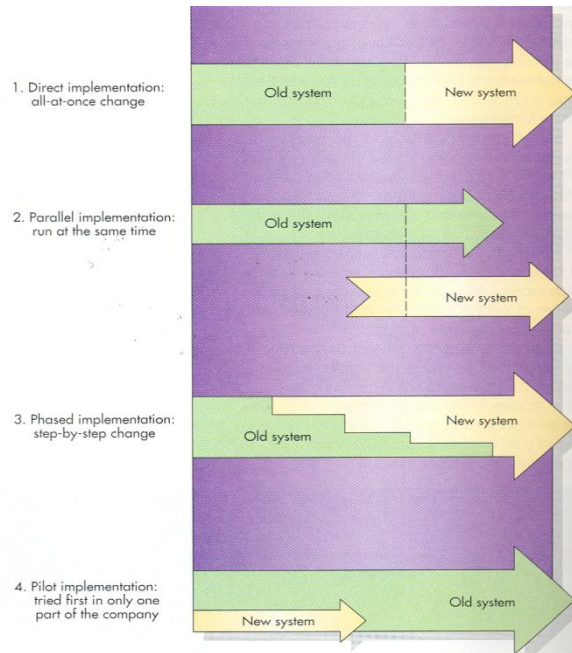 1. Direct implementation:
all-at-once change
Old system
New system
2. Parallel implementation:
run at the same time
Old system
New system
3. Phased implementation:
step-by-step change
New system
Old system
4. Pilot implementation:
tried first in only one
part of the company
Old system
New system